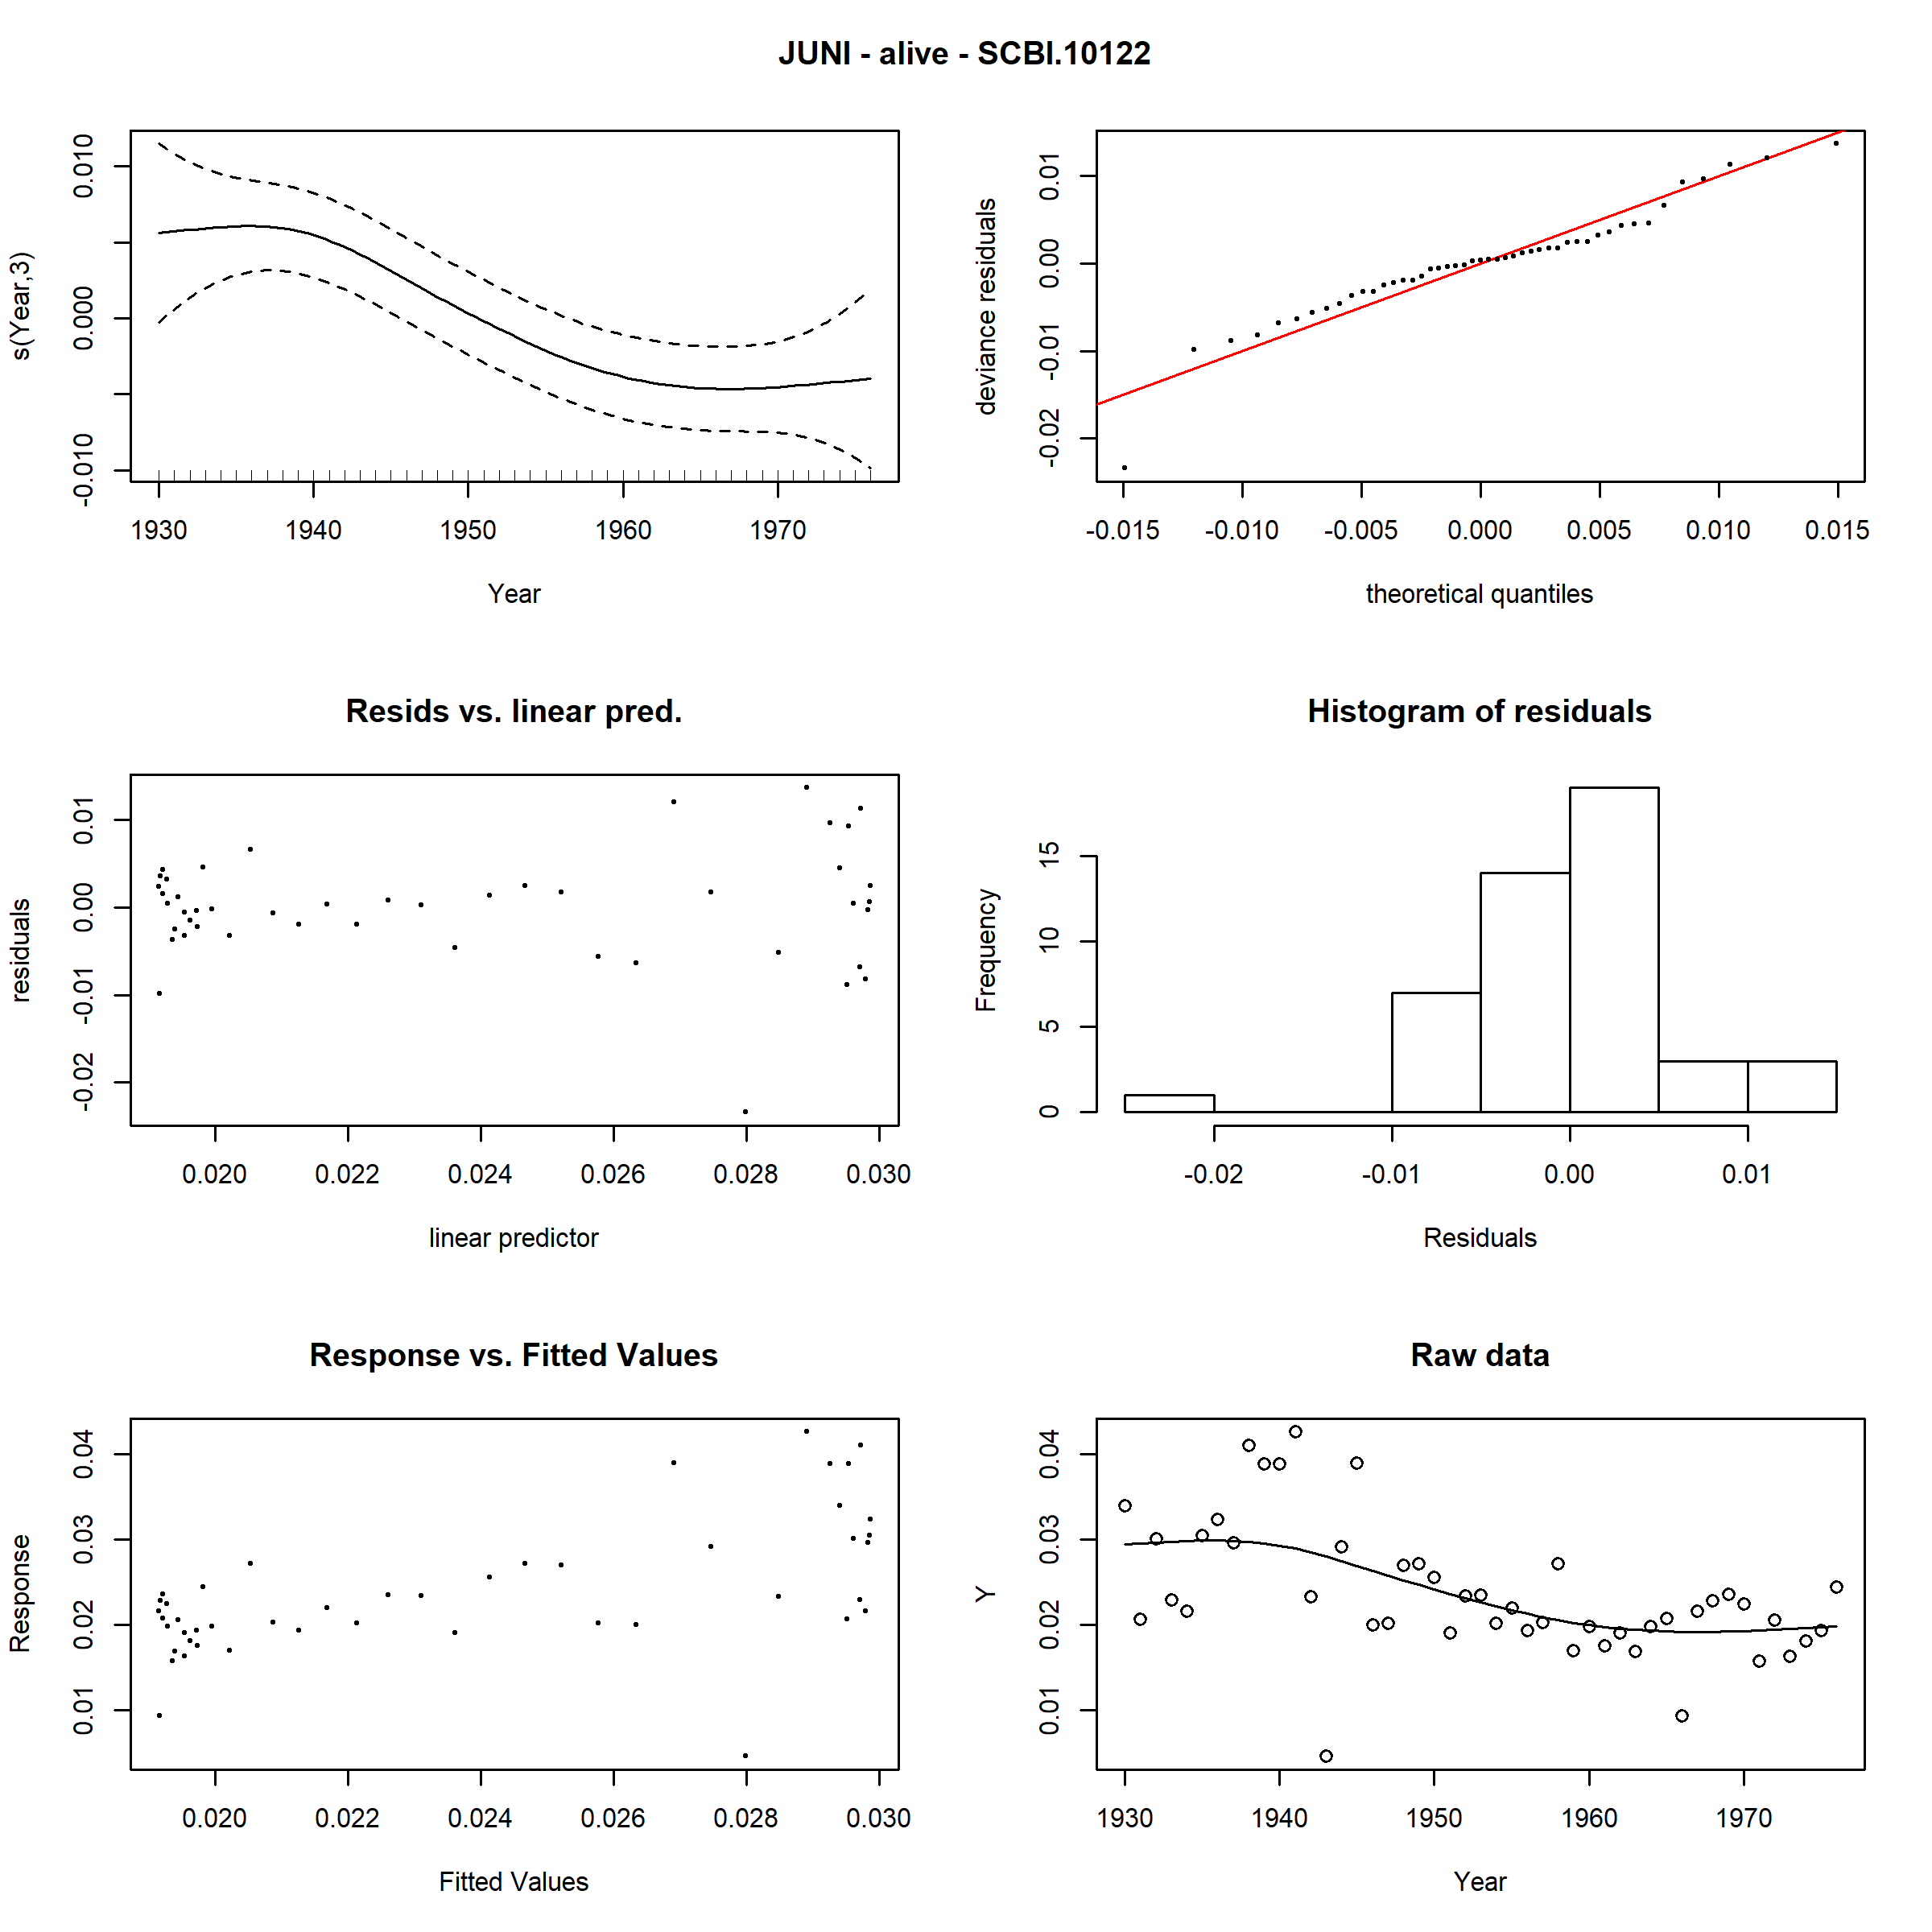 JUNI - alive - SCBI.10122
s(Year,3)
-0.010 0.000 0.010
1930 1940 1950 1960 1970
Year
deviance residuals
-0.02 -0.01 0.00 0.01
-0.015 -0.010 -0.005 0.000 0.005 0.010 0.015
theoretical quantiles
Resids vs. linear pred.
residuals
-0.02 -0.01 0.00 0.01
0.020 0.022 0.024 0.026 0.028 0.030
linear predictor
Histogram of residuals
Frequency
0 5 10 15
-0.02 -0.01 0.00 0.01
Residuals
Response vs. Fitted Values
Response
0.01 0.02 0.03 0.04
0.020 0.022 0.024 0.026 0.028 0.030
Fitted Values
Raw data
Y
0.01 0.02 0.03 0.04
1930 1940 1950 1960 1970
Year